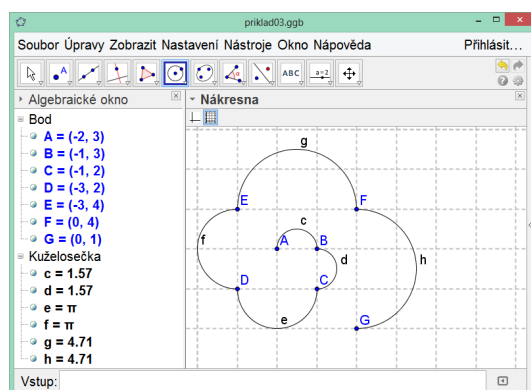 priklad03.ggb
Soubor Úpravy Zobrazit Nastavení Nástroje Okno Nápověda Přihlásit...
A ABC a=2
Algebraické okno
Nákresna
Bod
A = (-2, 3)
B = (-1, 3)
C = (-1, 2)
D = (-3, 2)
E = (-3, 4)
F = (0, 4)
G = (0, 1)
Kuželosečka
c = 1.57
d = 1.57
e = π
f = π
g = 4.71
h = 4.71
g
E F
c
A B
f d h
D C
e G
Vstup: